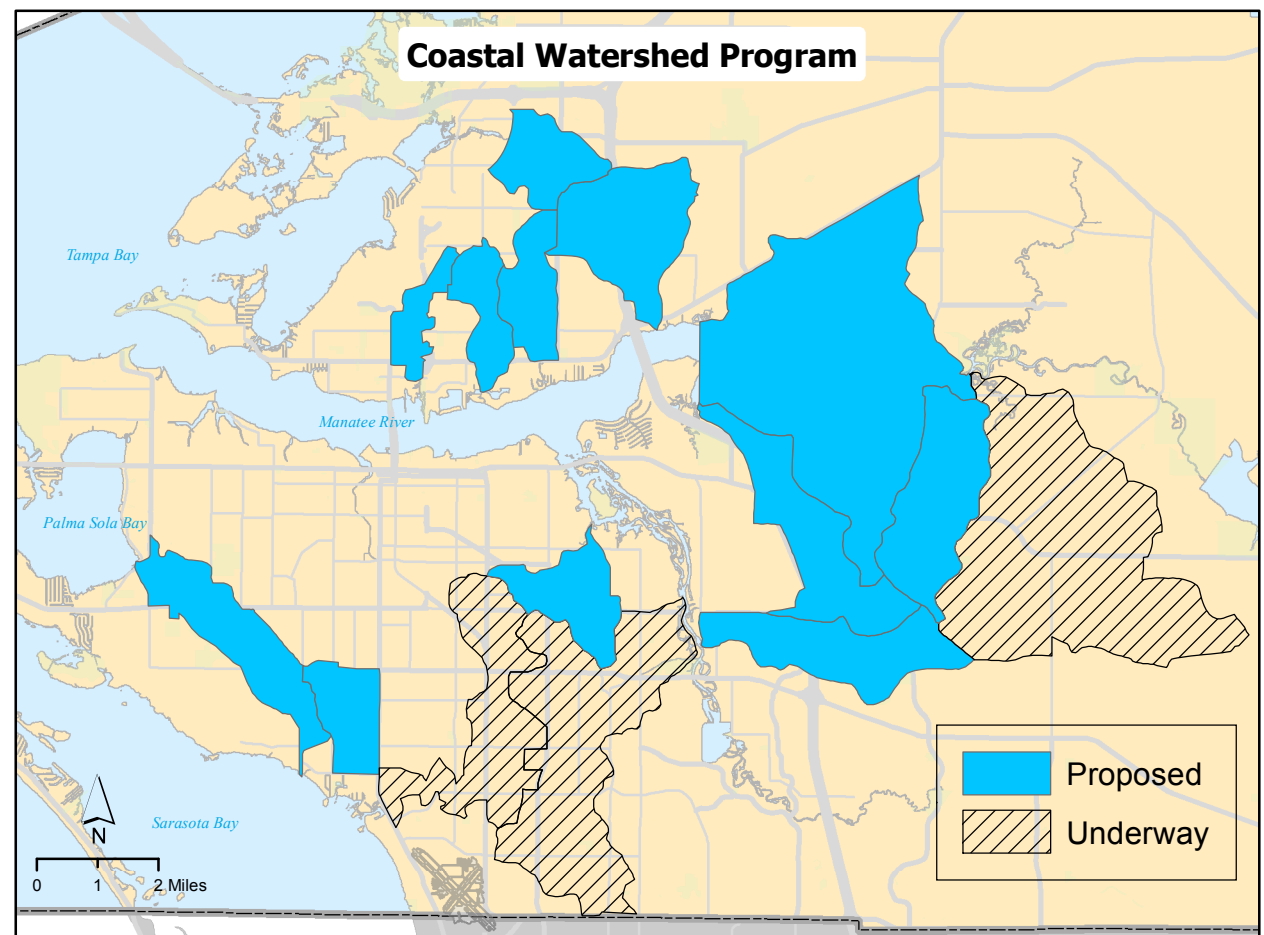 Coastal Watershed Program
Tampa Bay
Manatee River
Palma Sola Bay
Sarasota Bay
N
0 1 2 Miles
Proposed
Underway